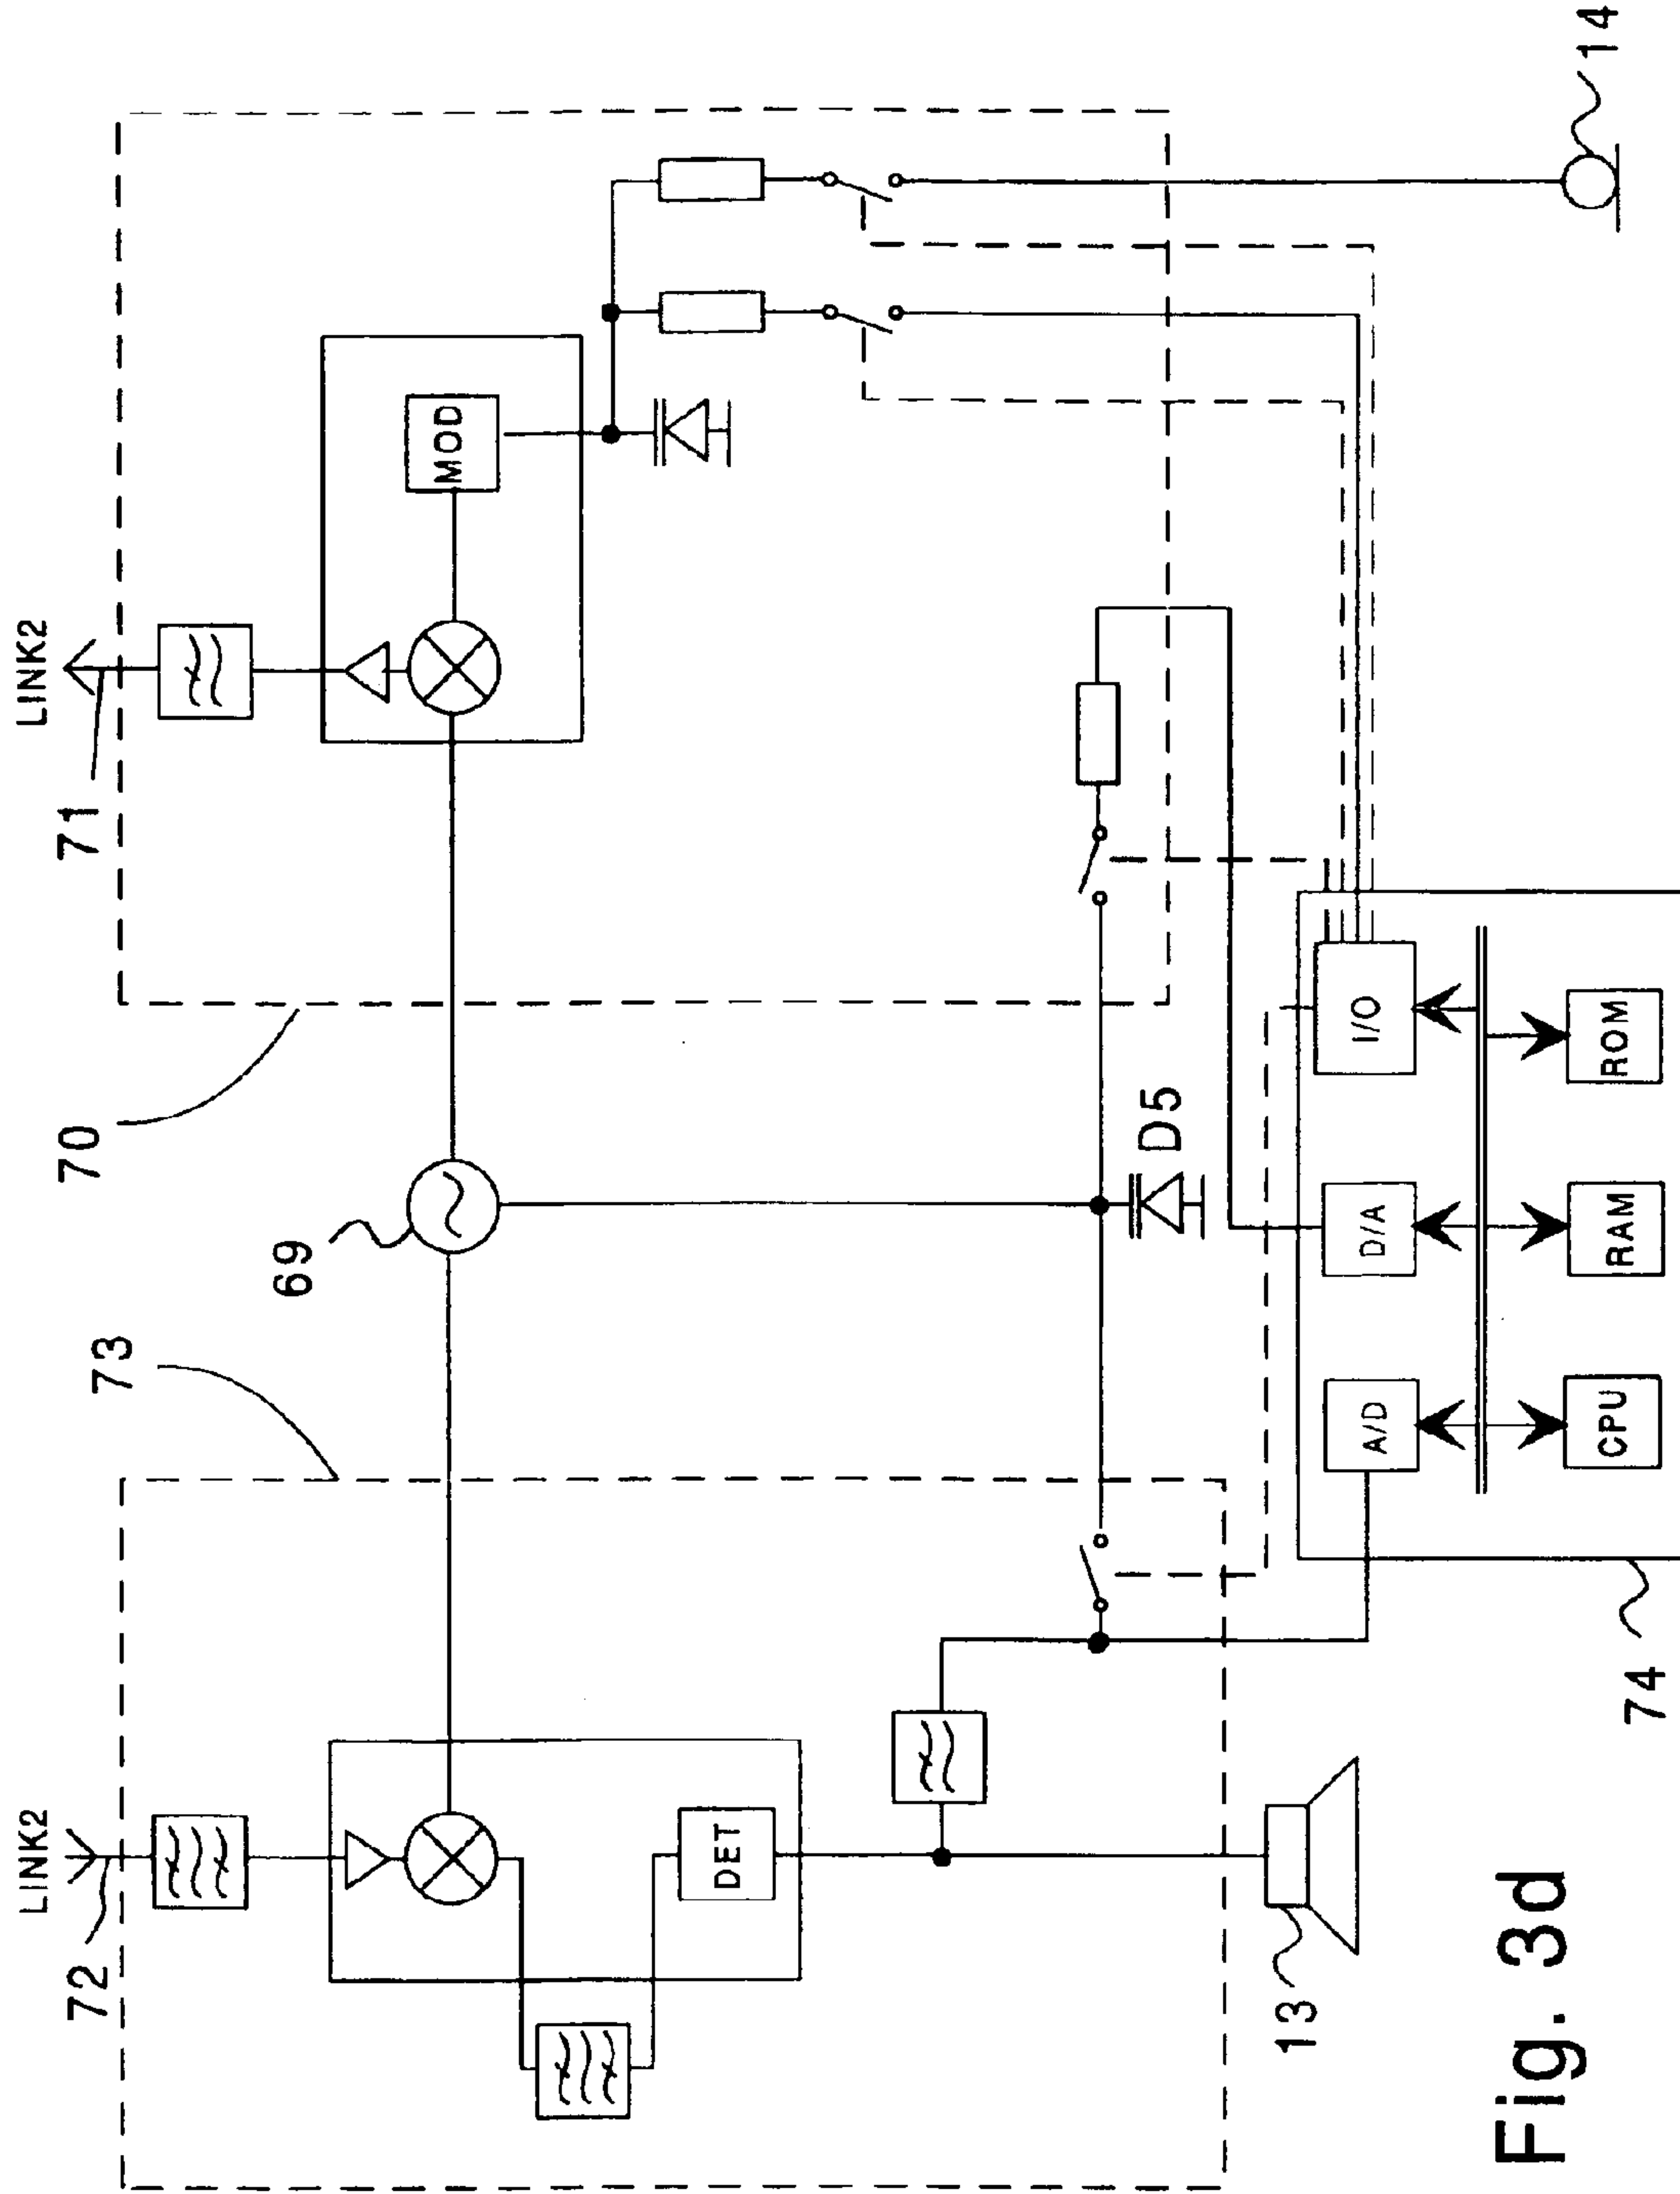 LINK2
72
73
69
70
LINK2
71
MOD
DET
D5
13
74
A/D
D/A
I/O
CPU
RAM
ROM
14
Fig. 3d